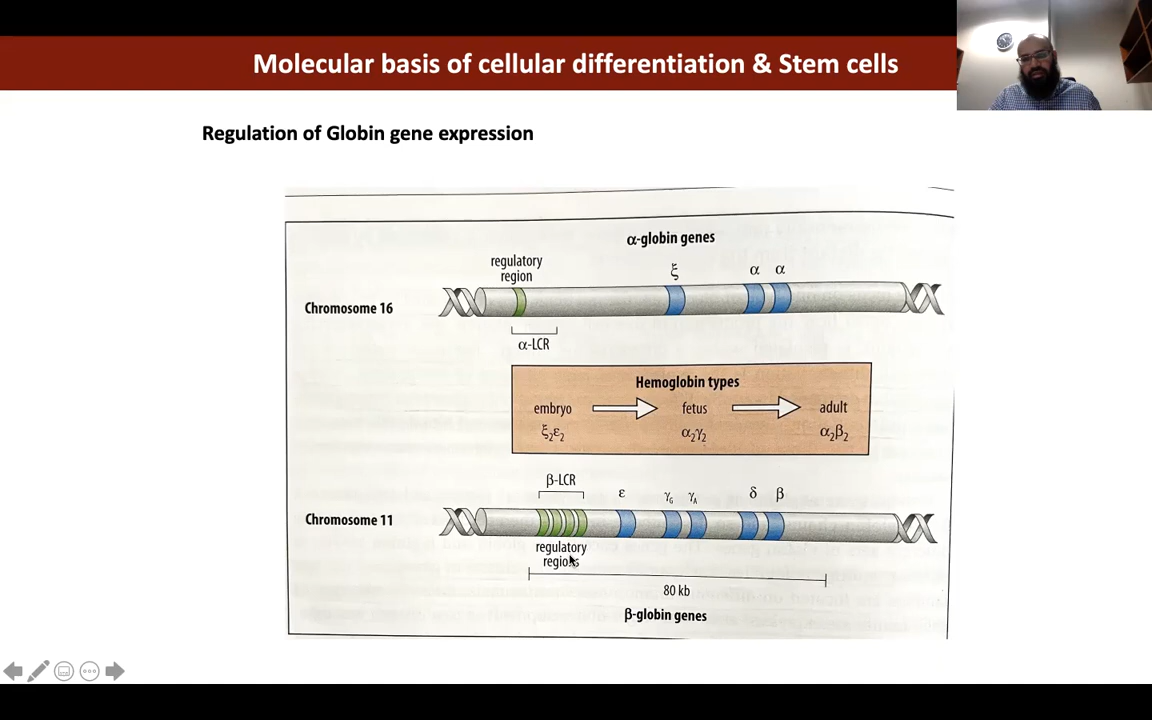 Molecular basis of cellular differentiation & Stem cells
Regulation of Globin gene expression
α-globin genes
regulatory
region
ξ
α α
Chromosome 16
α-LCR
Hemoglobin types
embryo
fetus
adult
ξ₂ε₂
α₂γ₂
α₂β₂
β-LCR
ε
γG γA
δ β
Chromosome 11
regulatory
regions
80 kb
β-globin genes